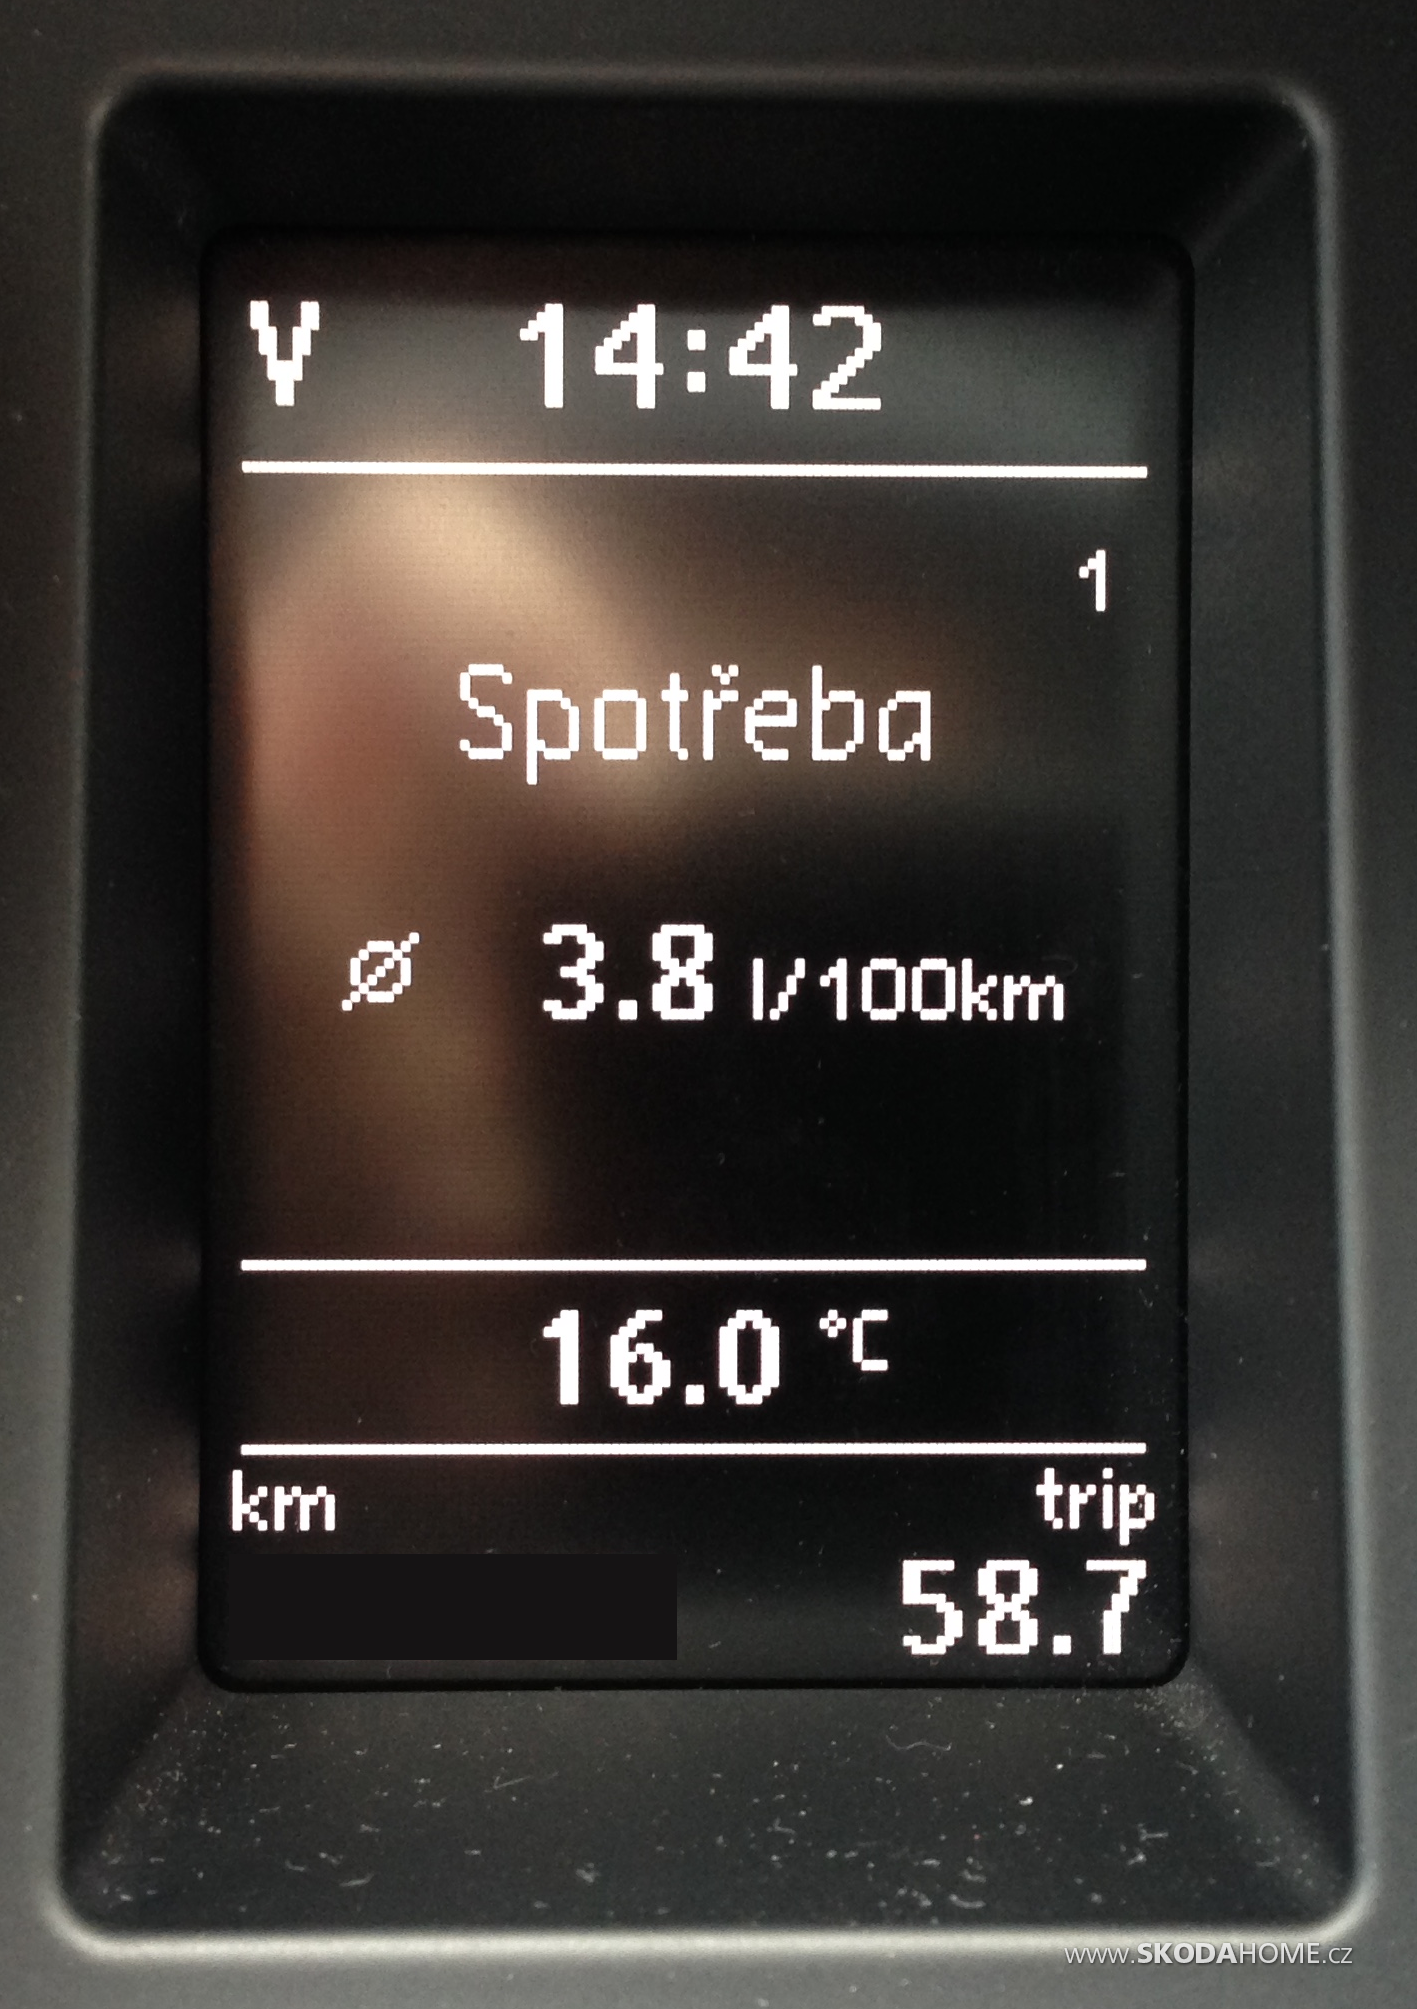 V 14:42
1
Spotřeba
Ø 3.8 l/100km
16.0 °C
km trip
58.7
www.SKODAHOME.cz